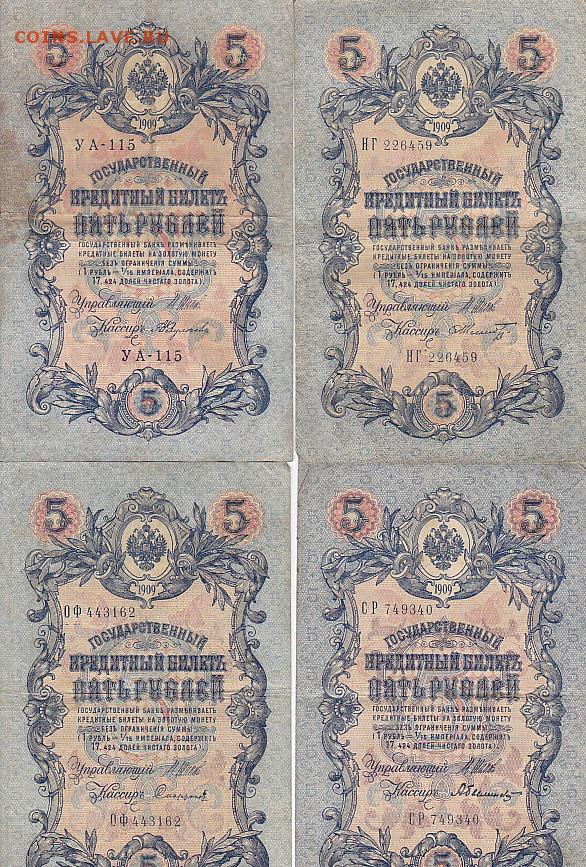 COINS.LAVE.RU
5 5
1909
УА-115
ГОСУДАРСТВЕННЫЙ
КРЕДИТНЫЙ БИЛЕТЪ
ПЯТЬ РУБЛЕЙ
ГОСУДАРСТВЕННЫЙ БАНКЪ РАЗМѢНИВАЕТЪ
КРЕДИТНЫЕ БИЛЕТЫ НА ЗОЛОТУЮ МОНЕТУ
БЕЗЪ ОГРАНИЧЕНІЯ СУММЫ
(1 РУБЛЬ = 1/15 ИМПЕРІАЛА, СОДЕРЖИТЪ
17,424 ДОЛЕЙ ЧИСТАГО ЗОЛОТА).
Управляющій
Кассиръ
УА-115
5
5 5
1909
НГ 226459
ГОСУДАРСТВЕННЫЙ
КРЕДИТНЫЙ БИЛЕТЪ
ПЯТЬ РУБЛЕЙ
ГОСУДАРСТВЕННЫЙ БАНКЪ РАЗМѢНИВАЕТЪ
КРЕДИТНЫЕ БИЛЕТЫ НА ЗОЛОТУЮ МОНЕТУ
БЕЗЪ ОГРАНИЧЕНІЯ СУММЫ
(1 РУБЛЬ = 1/15 ИМПЕРІАЛА, СОДЕРЖИТЪ
17,424 ДОЛЕЙ ЧИСТАГО ЗОЛОТА).
Управляющій
Кассиръ
НГ 226459
5
5 5
1909
ОФ 443162
ГОСУДАРСТВЕННЫЙ
КРЕДИТНЫЙ БИЛЕТЪ
ПЯТЬ РУБЛЕЙ
ГОСУДАРСТВЕННЫЙ БАНКЪ РАЗМѢНИВАЕТЪ
КРЕДИТНЫЕ БИЛЕТЫ НА ЗОЛОТУЮ МОНЕТУ
БЕЗЪ ОГРАНИЧЕНІЯ СУММЫ
(1 РУБЛЬ = 1/15 ИМПЕРІАЛА, СОДЕРЖИТЪ
17,424 ДОЛЕЙ ЧИСТАГО ЗОЛОТА).
Управляющій
Кассиръ
ОФ 443162
5
5 5
1909
СР 749340
ГОСУДАРСТВЕННЫЙ
КРЕДИТНЫЙ БИЛЕТЪ
ПЯТЬ РУБЛЕЙ
ГОСУДАРСТВЕННЫЙ БАНКЪ РАЗМѢНИВАЕТЪ
КРЕДИТНЫЕ БИЛЕТЫ НА ЗОЛОТУЮ МОНЕТУ
БЕЗЪ ОГРАНИЧЕНІЯ СУММЫ
(1 РУБЛЬ = 1/15 ИМПЕРІАЛА, СОДЕРЖИТЪ
17,424 ДОЛЕЙ ЧИСТАГО ЗОЛОТА).
Управляющій
Кассиръ
СР 749340
5